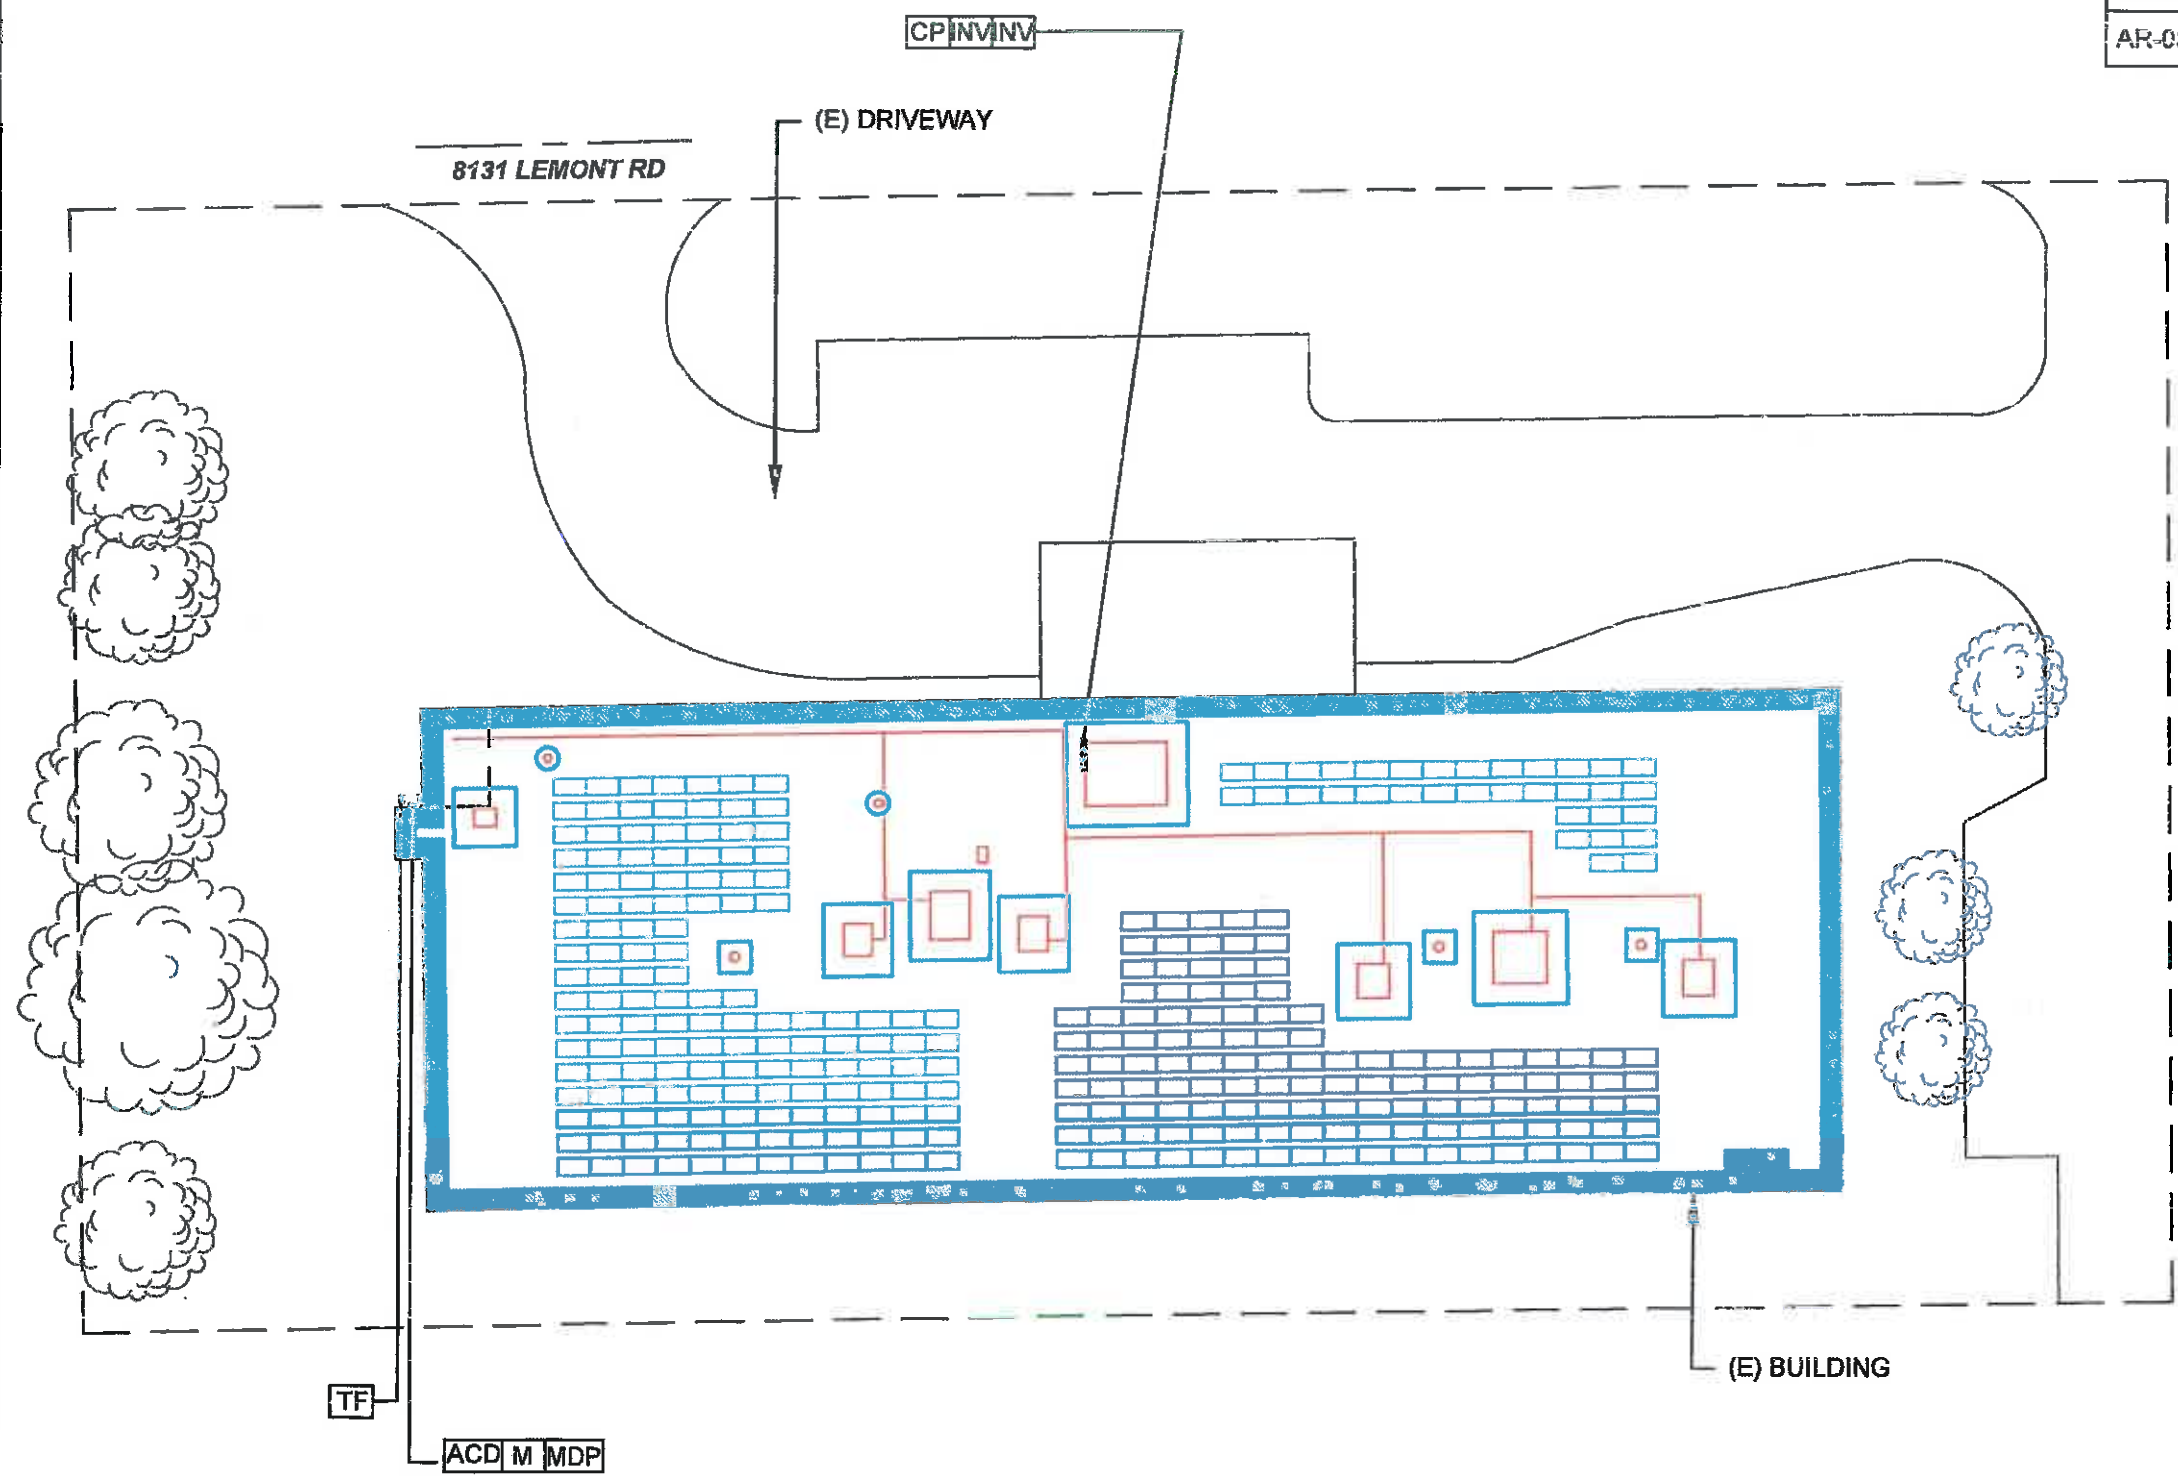 CP INV INV
AR-0
(E) DRIVEWAY
8131 LEMONT RD
(E) BUILDING
TF
ACD M MDP